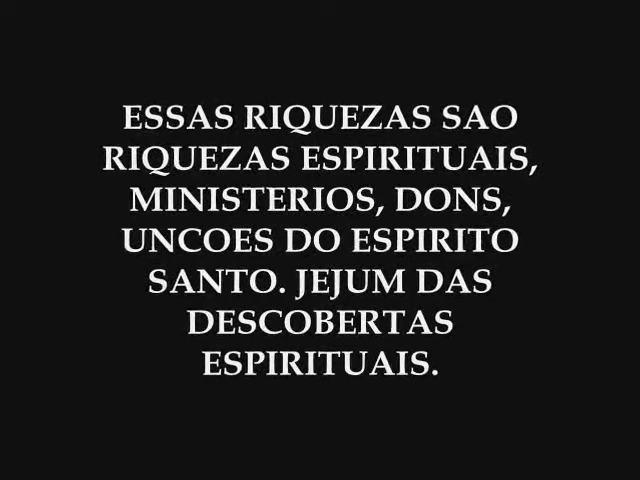 ESSAS RIQUEZAS SAO
RIQUEZAS ESPIRITUAIS,
MINISTERIOS, DONS,
UNCOES DO ESPIRITO
SANTO. JEJUM DAS
DESCOBERTAS
ESPIRITUAIS.